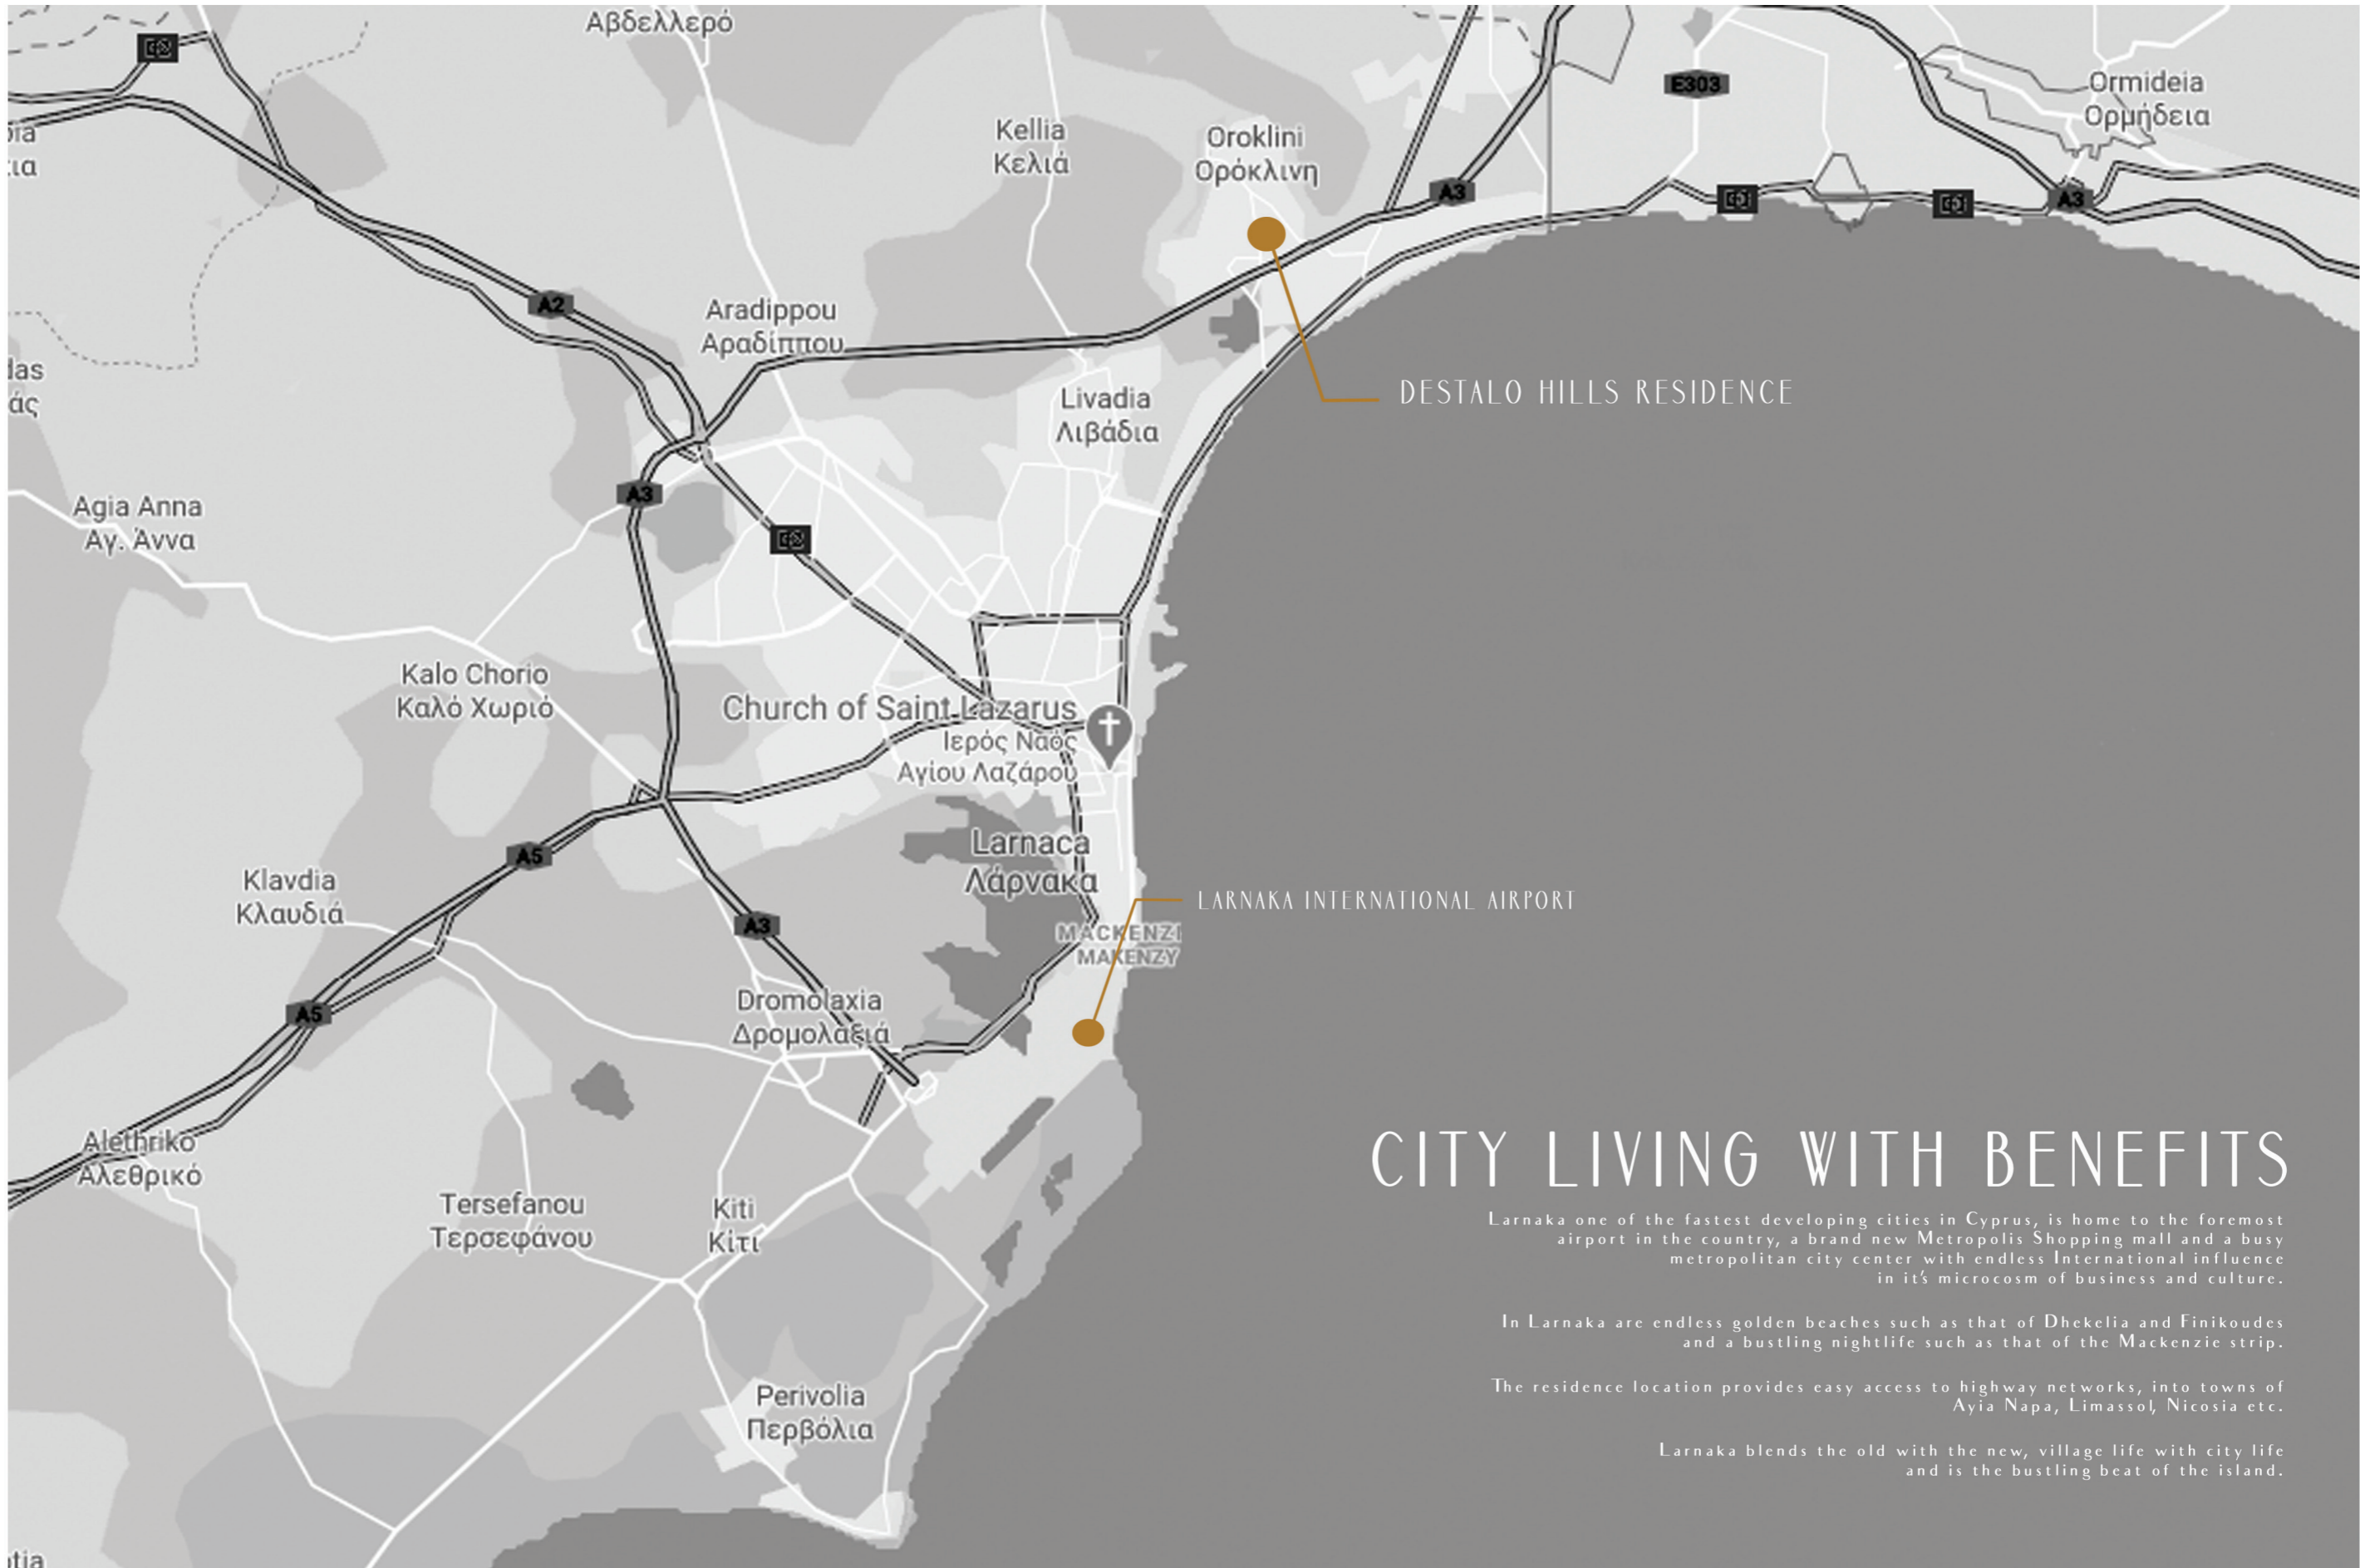 Αβδελλερό
B2
E303
Ormideia
Ορμήδεια
Kellia
Κελιά
Oroklini
Ορόκλινη
A3
B3
B3
A3
A2
Aradippou
Αραδίππου
das
άς
DESTALO HILLS RESIDENCE
Livadia
Λιβάδια
A3
Agia Anna
Αγ. Άννα
B2
Kalo Chorio
Καλό Χωριό
Church of Saint Lazarus
Ιερός Ναός
Αγίου Λαζάρου
Larnaca
Λάρνακα
A5
Klavdia
Κλαυδιά
LARNAKA INTERNATIONAL AIRPORT
A3
MACKENZI
MAKENZY
Dromolaxia
Δρομολαξιά
A5
Alethriko
Αλεθρικό
Tersefanou
Τερσεφάνου
Kiti
Κίτι
Perivolia
Περβόλια
CITY LIVING WITH BENEFITS
Larnaka one of the fastest developing cities in Cyprus, is home to the foremost
airport in the country, a brand new Metropolis Shopping mall and a busy
metropolitan city center with endless International influence
in it's microcosm of business and culture.
In Larnaka are endless golden beaches such as that of Dhekelia and Finikoudes
and a bustling nightlife such as that of the Mackenzie strip.
The residence location provides easy access to highway networks, into towns of
Ayia Napa, Limassol, Nicosia etc.
Larnaka blends the old with the new, village life with city life
and is the bustling beat of the island.